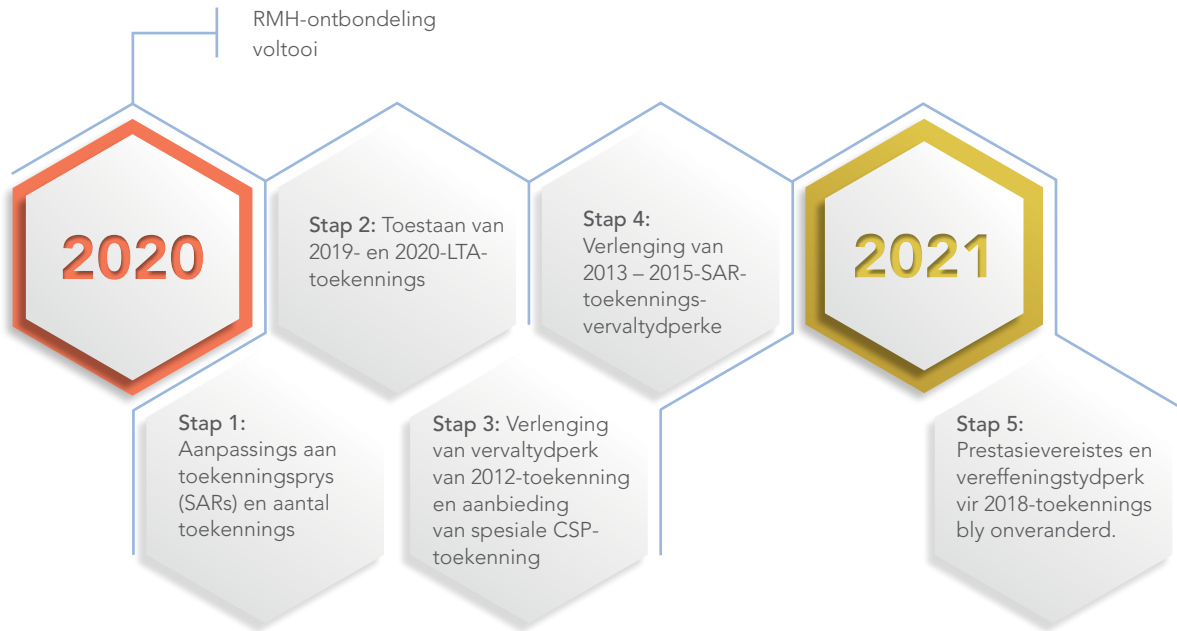 RMH-ontbondeling
voltooi
2020
Stap 1:
Aanpassings aan
toekenningsprys
(SARs) en aantal
toekennings
Stap 2: Toestaan van
2019- en 2020-LTA-
toekennings
Stap 3: Verlenging
van vervaltydperk
van 2012-toekenning
en aanbieding
van spesiale CSP-
toekenning
Stap 4:
Verlenging van
2013 – 2015-SAR-
toekennings-
vervaltydperke
2021
Stap 5:
Prestasievereistes en
vereffeningstydperk
vir 2018-toekennings
bly onveranderd.